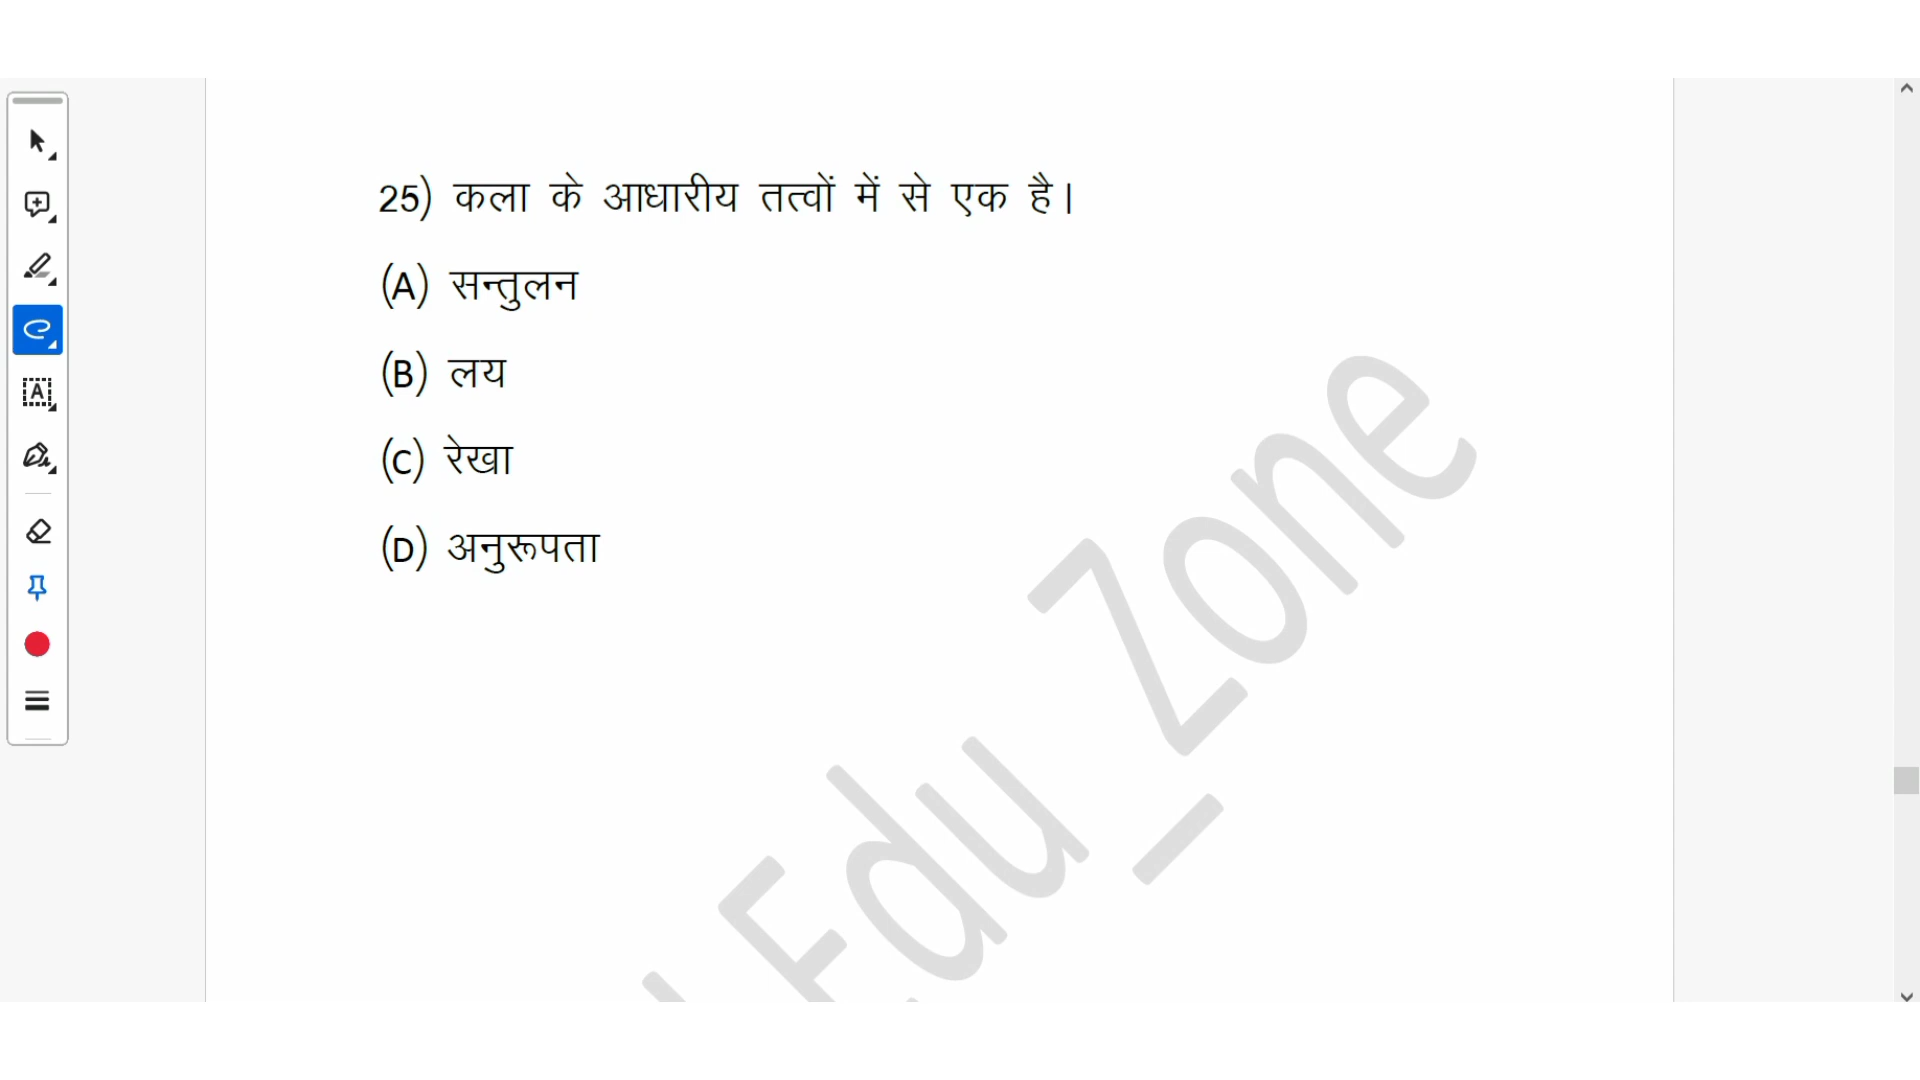 25) कला के आधारीय तत्वों में से एक है।
(A) सन्तुलन
(B) लय
(C) रेखा
(D) अनुरूपता
Edu_Zone